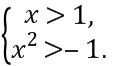 x > 1,
x² >– 1.